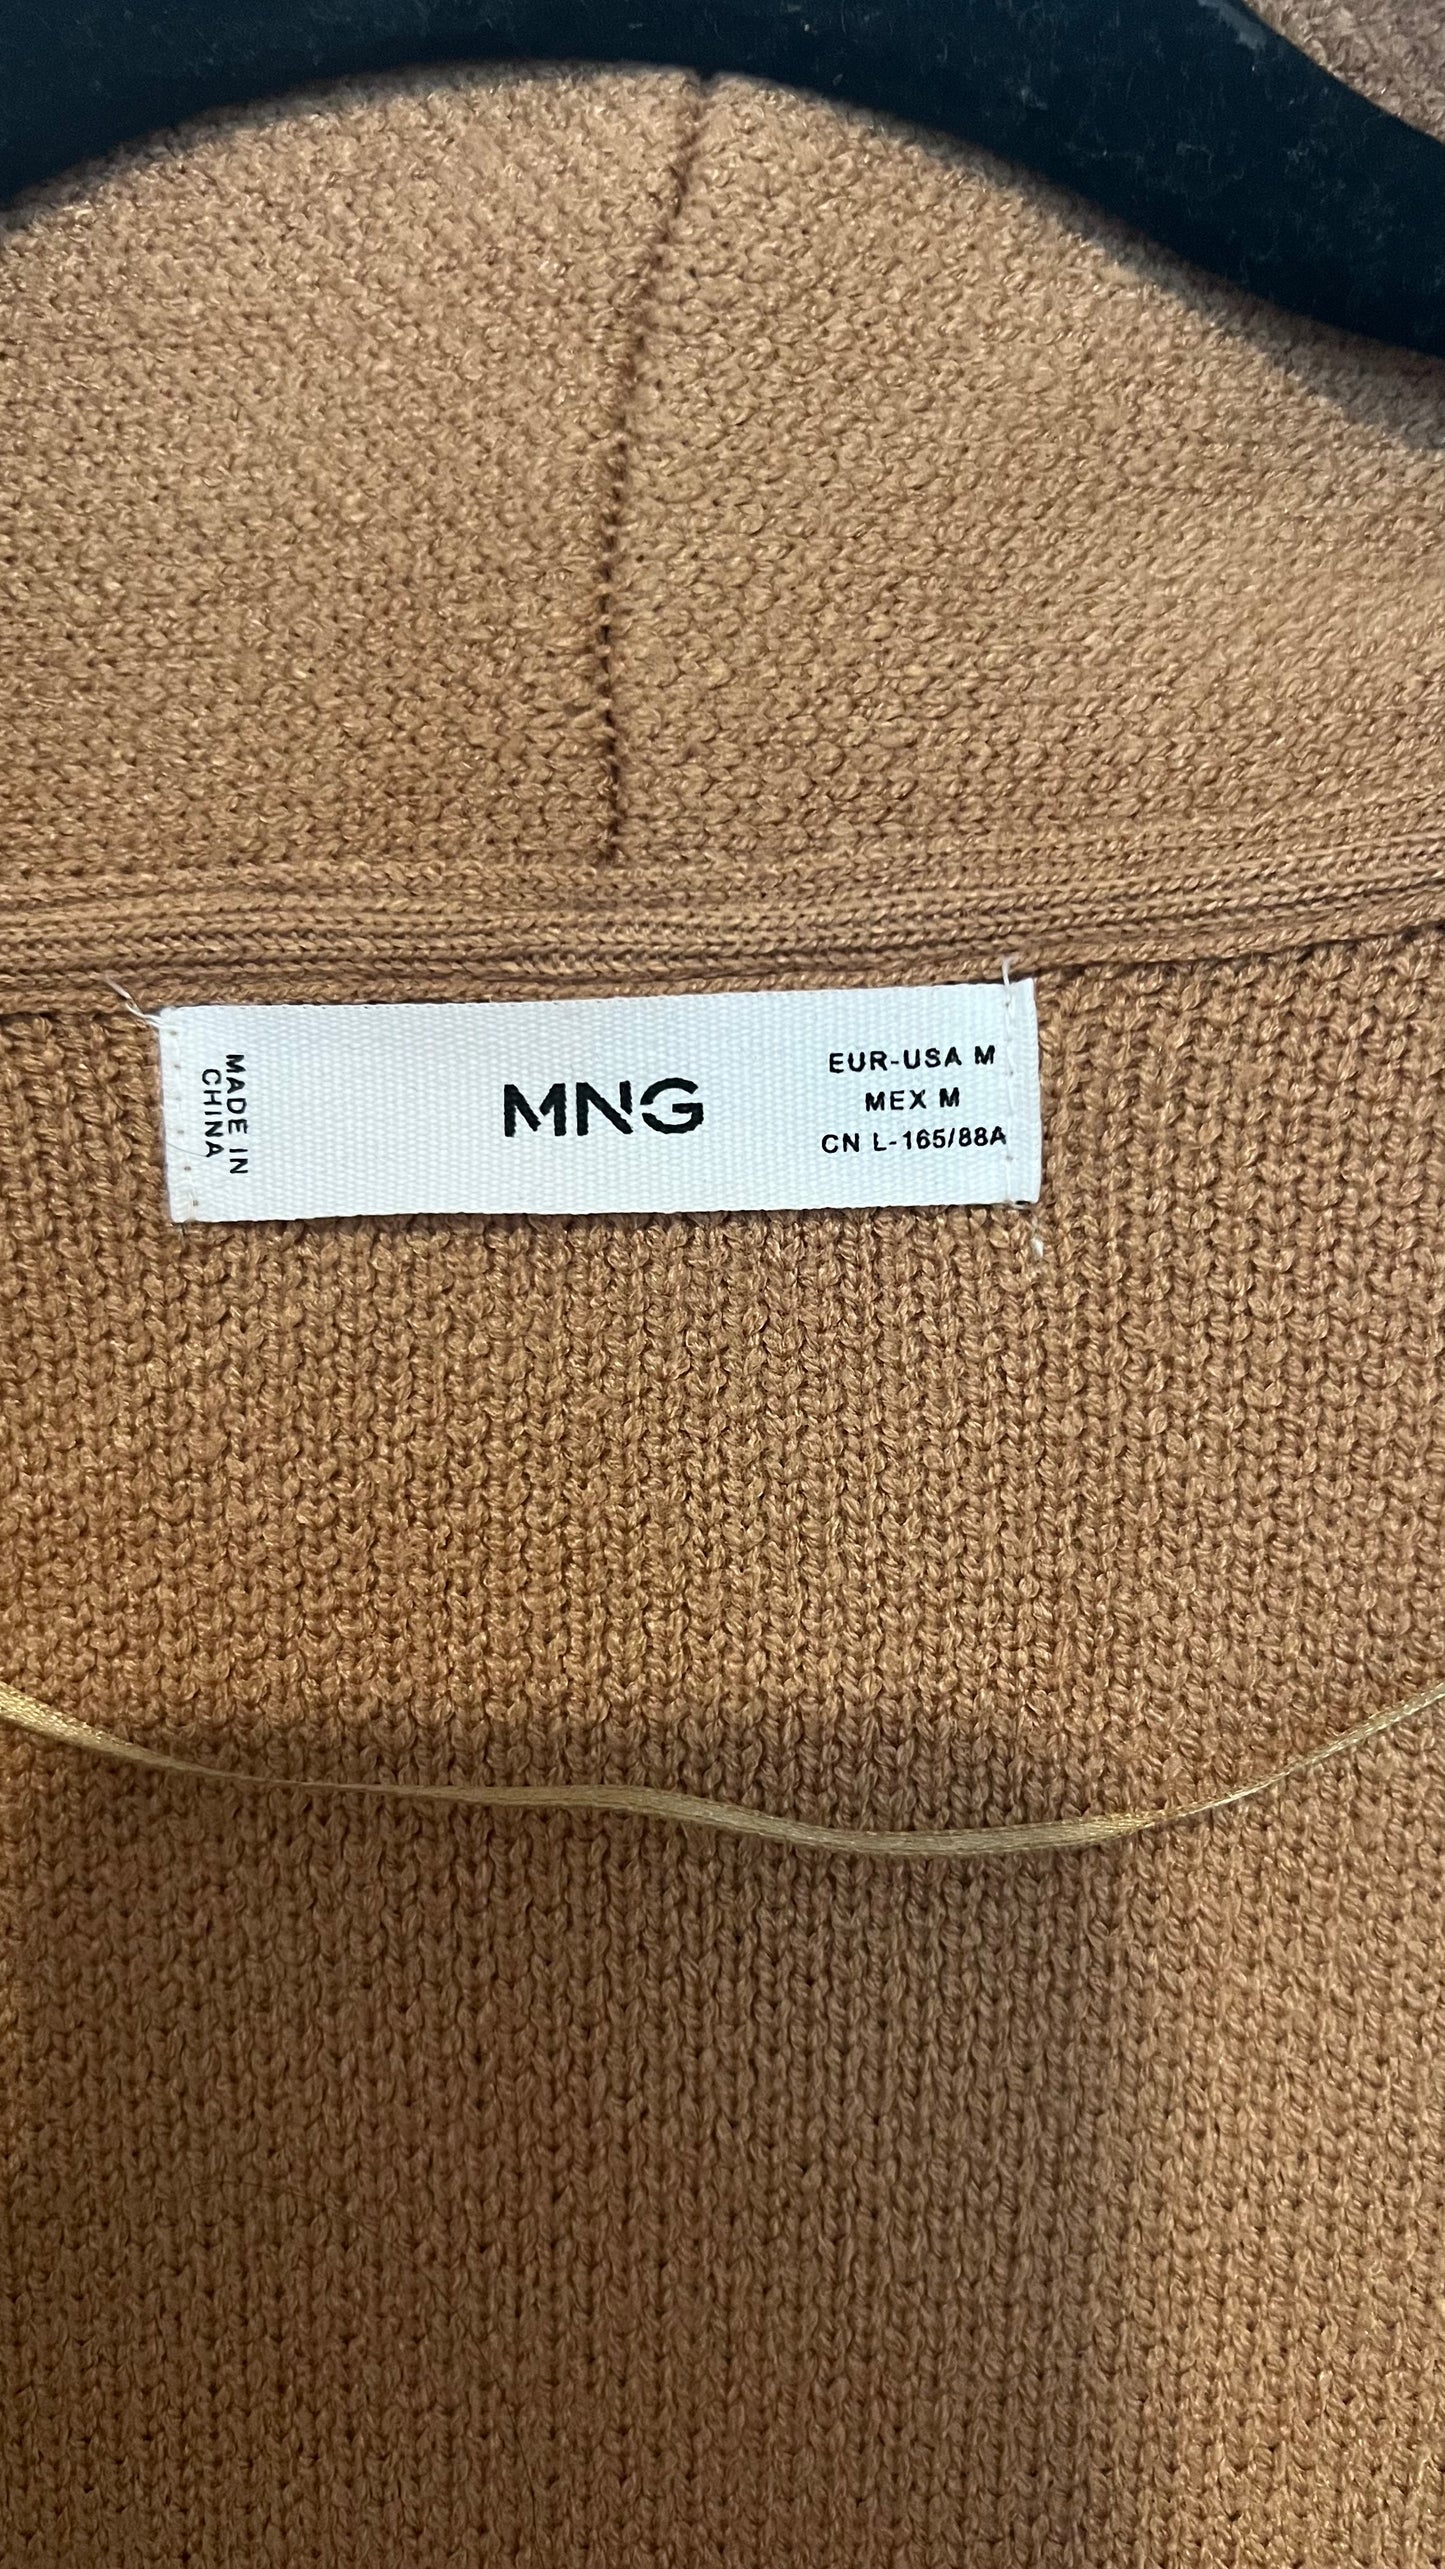 MADE IN
CHINA
MNG
EUR-USA M
MEX M
CN L-165/88A